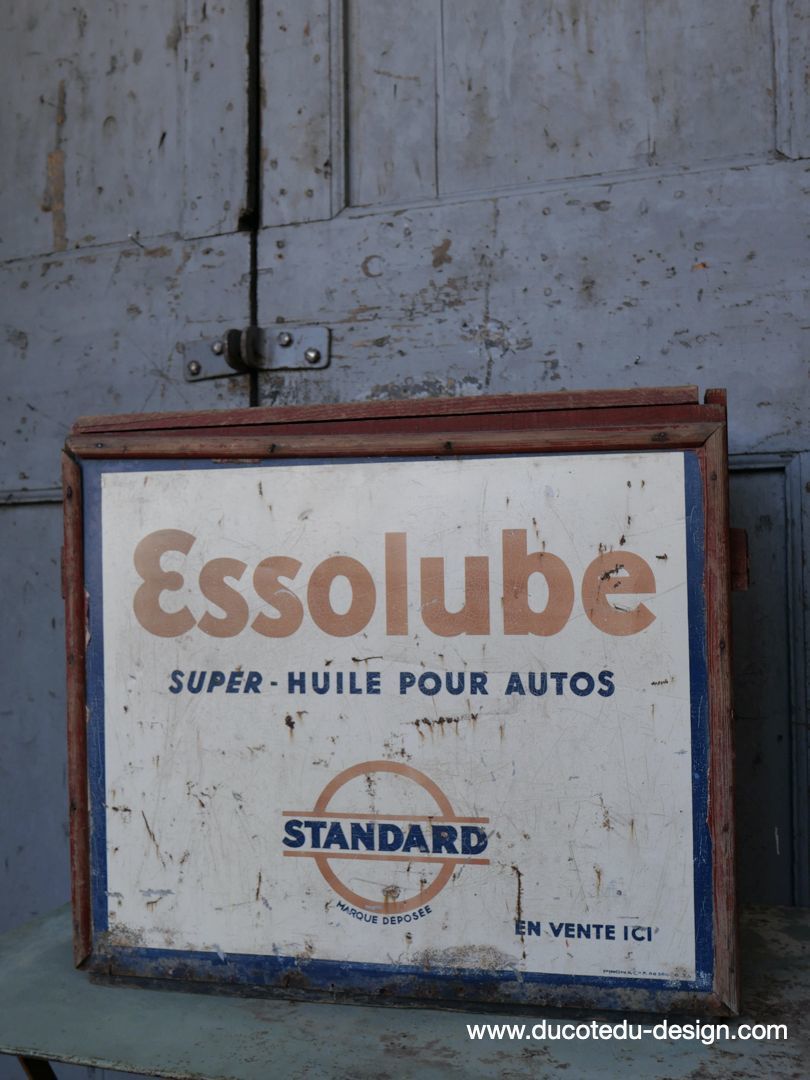 Essolube
SUPER - HUILE POUR AUTOS
STANDARD
MARQUE DEPOSEE
EN VENTE ICI
www.ducotedu-design.com